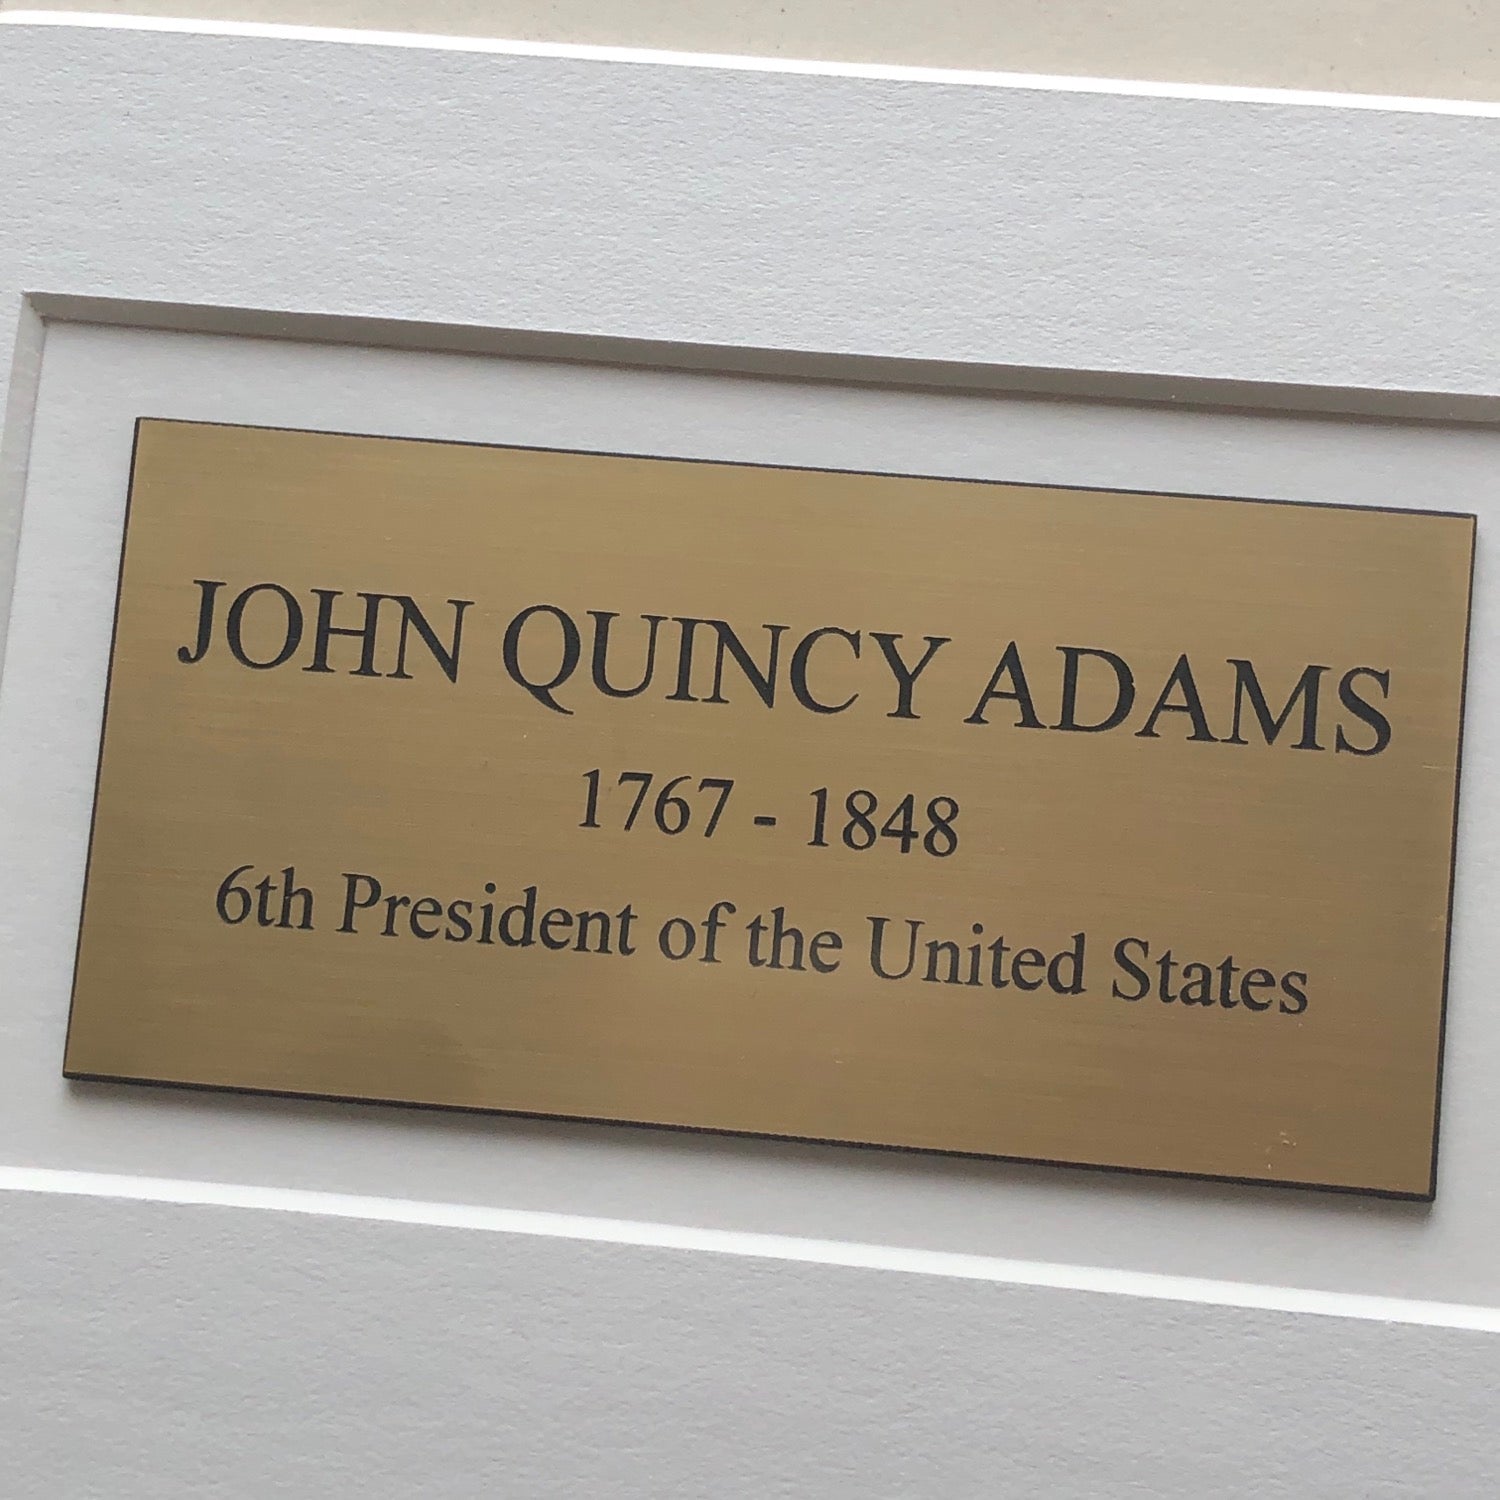 JOHN QUINCY ADAMS
1767 - 1848
6th President of the United States